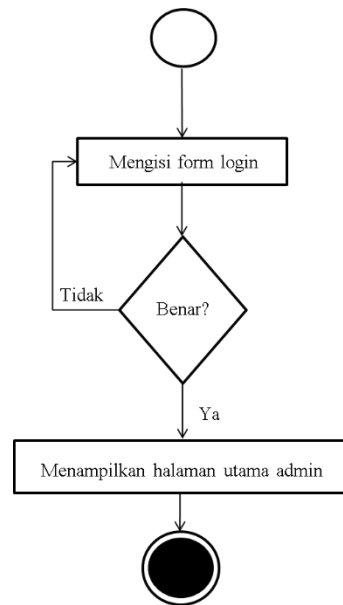 Mengisi form login
Tidak
Benar?
Ya
Menampilkan halaman utama admin